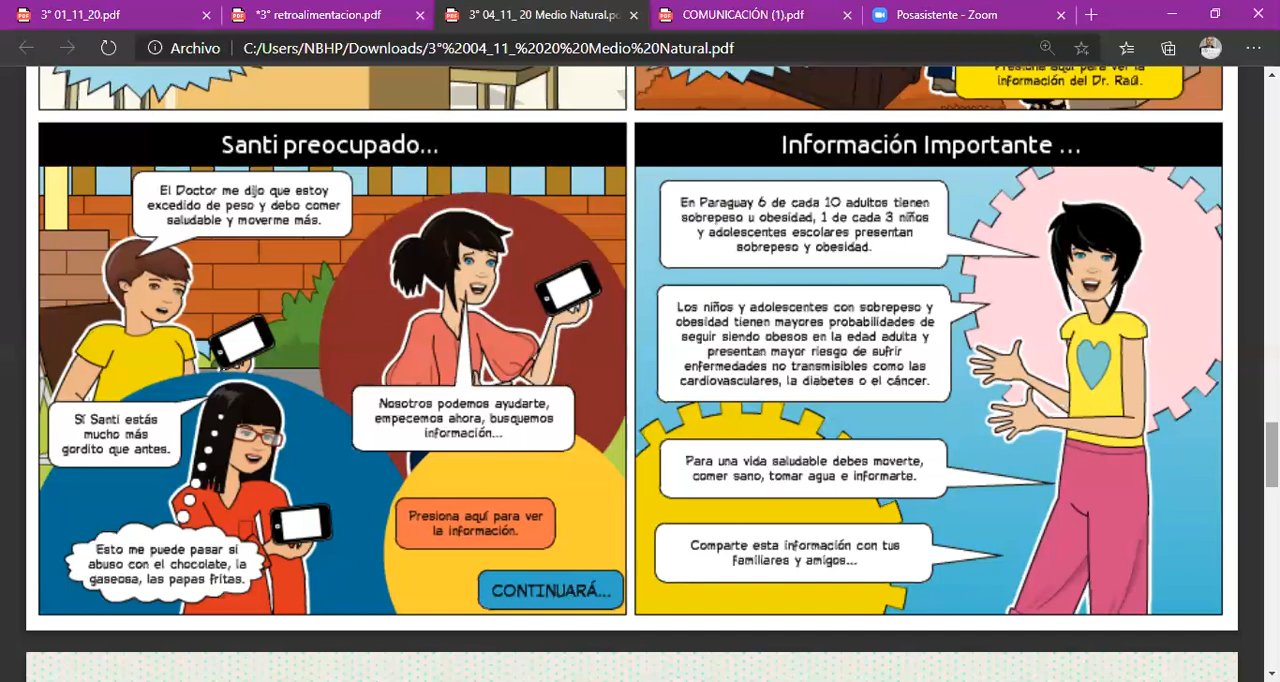 3° 01_11_20.pdf
*3° retroalimentacion.pdf
3° 04_11_ 20 Medio Natural.p
COMUNICACIÓN (1).pdf
Posasistente - Zoom
Archivo
C:/Users/NBHP/Downloads/3°%2004_11_%2020%20Medio%20Natural.pdf
Presiona aquí para ver la
información del Dr. Raúl.
Santi preocupado...
El Doctor me dijo que estoy
excedido de peso y debo comer
saludable y moverme más.
Sí Santi estás
mucho más
gordito que antes.
Nosotros podemos ayudarte,
empecemos ahora, busquemos
información...
Esto me puede pasar si
abuso con el chocolate, la
gaseosa, las papas fritas.
Presiona aquí para ver
la información.
CONTINUARÁ...
Información Importante ...
En Paraguay 6 de cada 10 adultos tienen
sobrepeso u obesidad, 1 de cada 3 niños
y adolescentes escolares presentan
sobrepeso y obesidad.
Los niños y adolescentes con sobrepeso y
obesidad tienen mayores probabilidades de
seguir siendo obesos en la edad adulta y
presentan mayor riesgo de sufrir
enfermedades no transmisibles como las
cardiovasculares, la diabetes o el cáncer.
Para una vida saludable debes moverte,
comer sano, tomar agua e informarte.
Comparte esta información con tus
familiares y amigos...